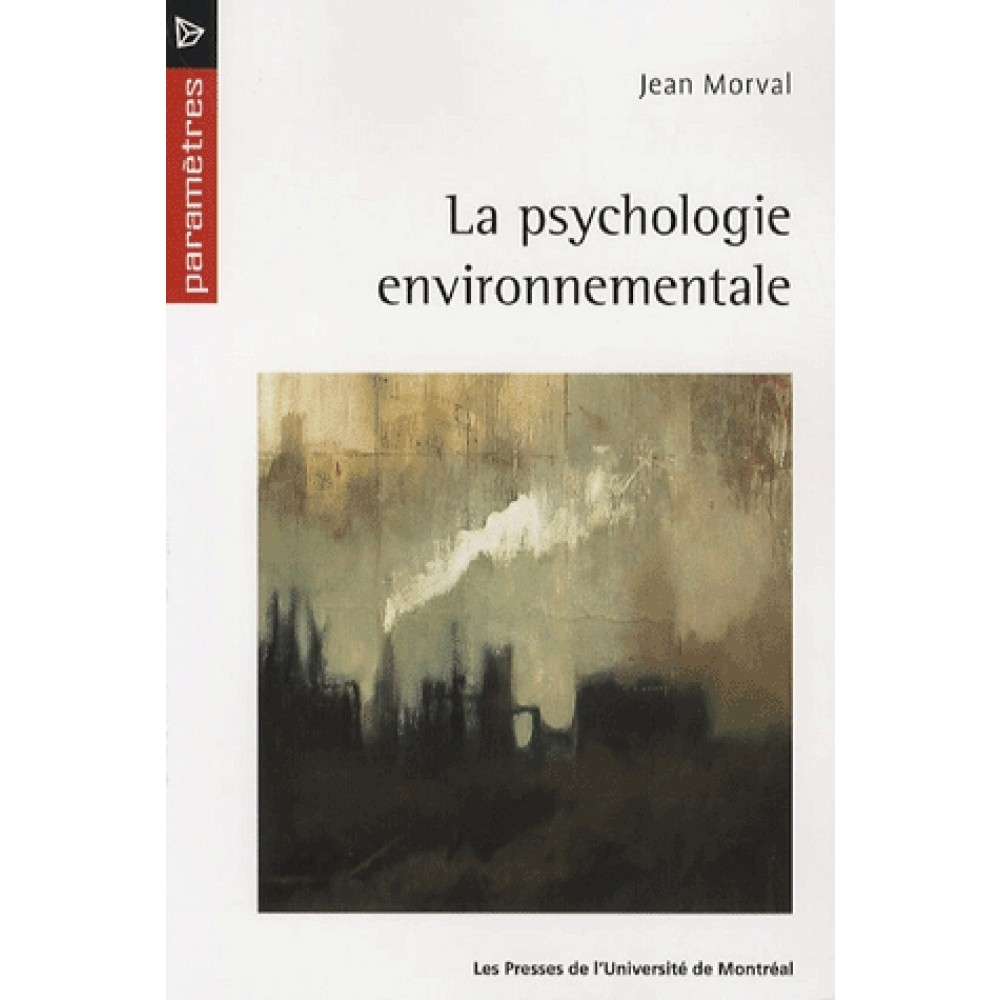 paramètres
Jean Morval
La psychologie
environnementale
Les Presses de l'Université de Montréal